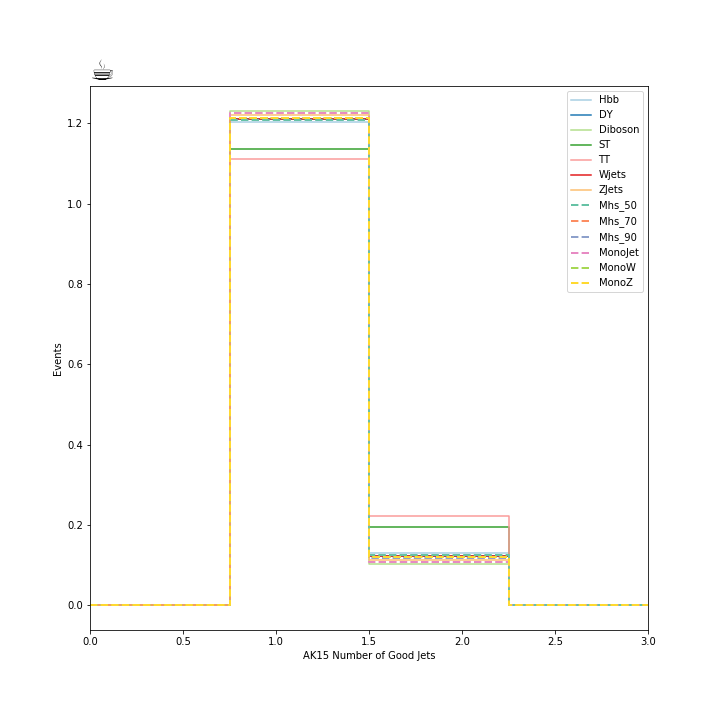 ☕
Hbb
DY
Diboson
ST
TT
Wjets
ZJets
Mhs_50
Mhs_70
Mhs_90
MonoJet
MonoW
MonoZ
1.2
1.0
0.8
0.6
0.4
0.2
0.0
Events
0.0 0.5 1.0 1.5 2.0 2.5 3.0
AK15 Number of Good Jets